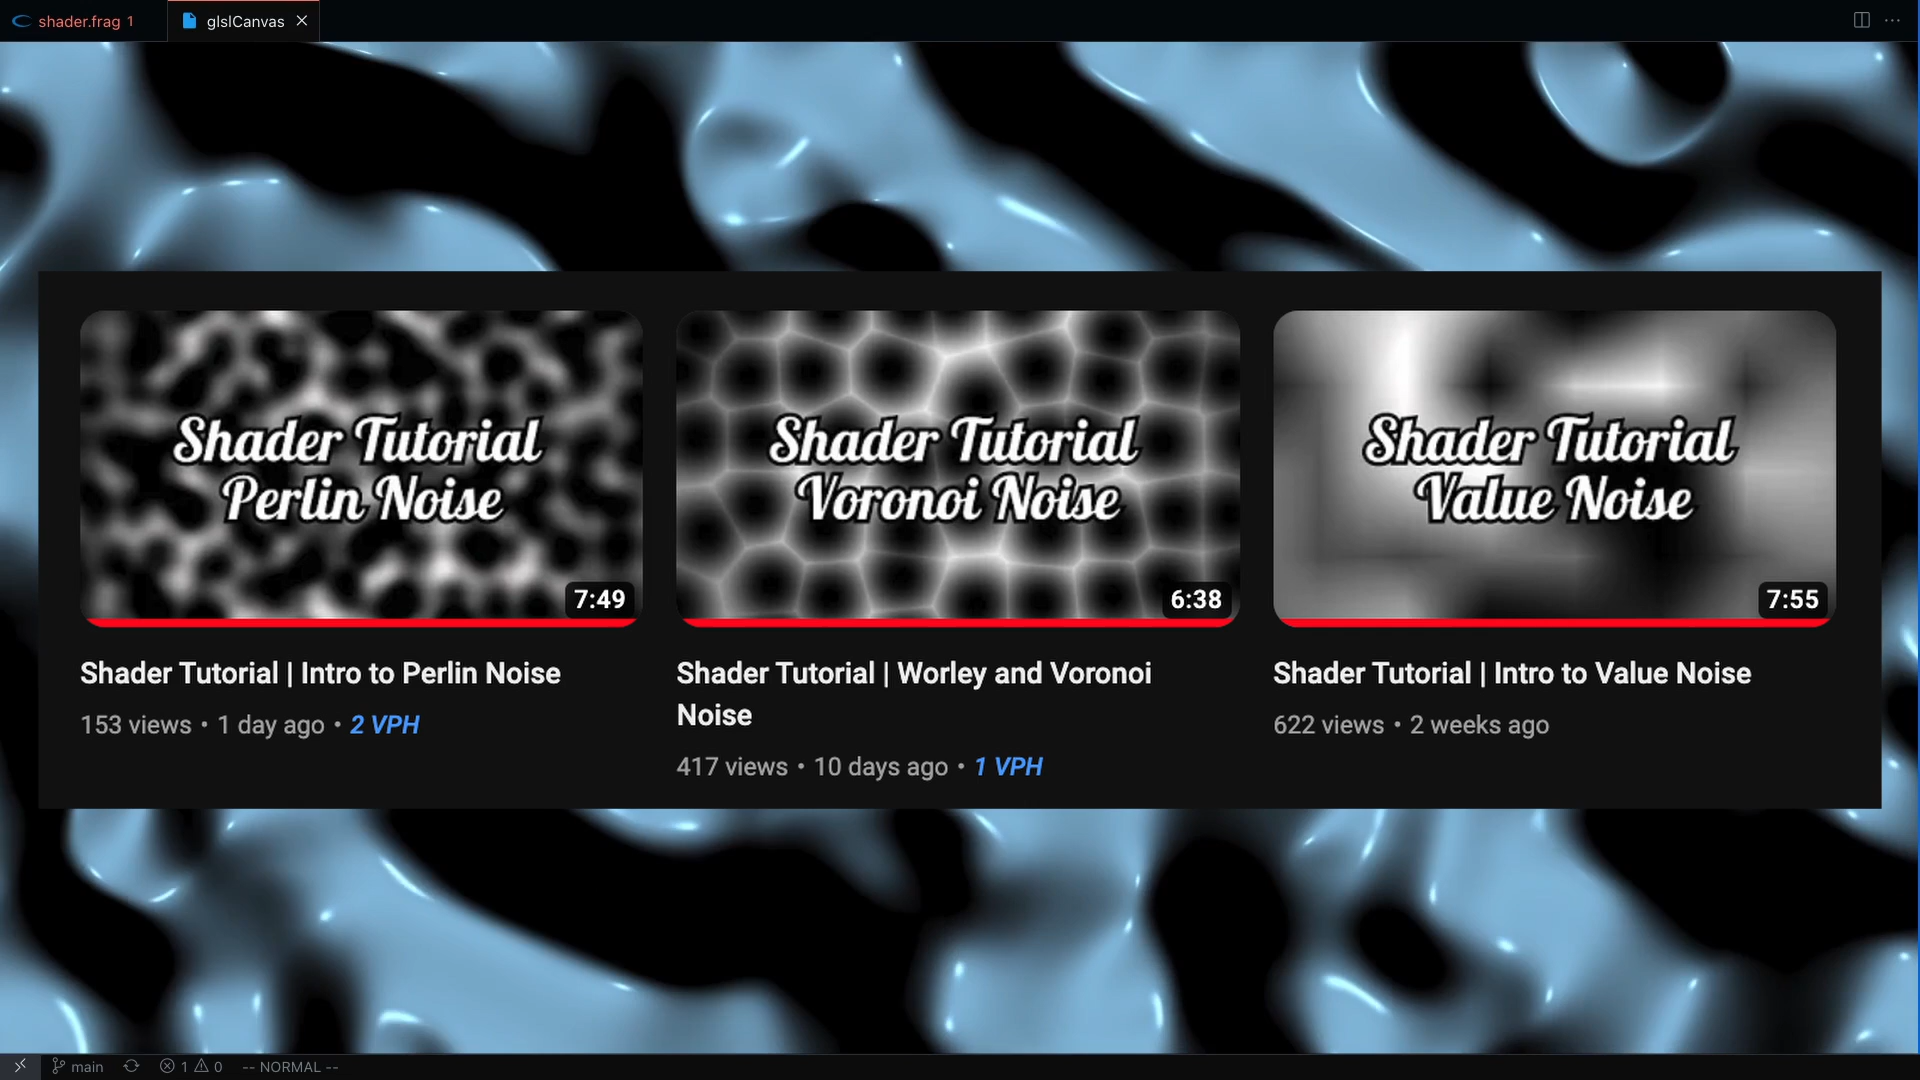 shader.frag 1
glslCanvas
Shader Tutorial
Perlin Noise
7:49
Shader Tutorial | Intro to Perlin Noise
153 views • 1 day ago • 2 VPH
Shader Tutorial
Voronoi Noise
6:38
Shader Tutorial | Worley and Voronoi
Noise
417 views • 10 days ago • 1 VPH
Shader Tutorial
Value Noise
7:55
Shader Tutorial | Intro to Value Noise
622 views • 2 weeks ago
main 1 0 -- NORMAL --